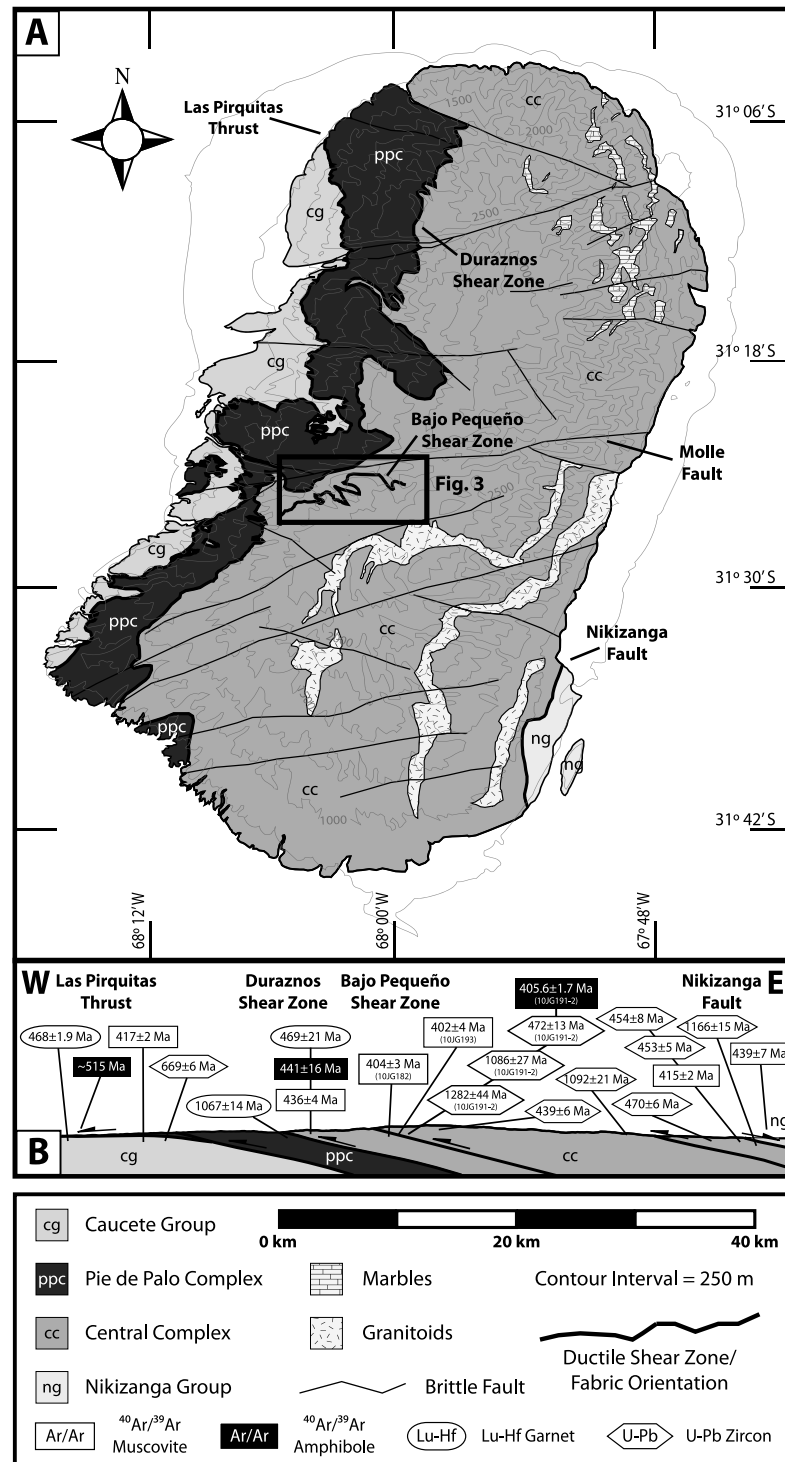 A
N
Las Pirquitas
Thrust
cc
1500
2000
31° 06′ S
ppc
cg
2500
Duraznos
Shear Zone
31° 18′ S
cg
cc
Bajo Pequeño
Shear Zone
ppc
Molle
Fault
Fig. 3
2500
cg
31° 30′ S
ppc
cc
Nikizanga
Fault
ppc
ng
ng
cc
1000
31° 42′ S
68° 12′ W
68° 00′ W
67° 48′ W
W
Las Pirquitas
Thrust
Duraznos
Shear Zone
Bajo Pequeño
Shear Zone
Nikizanga
Fault
E
405.6±1.7 Ma
(10JG191-2)
468±1.9 Ma
417±2 Ma
469±21 Ma
402±4 Ma
(10JG193)
472±13 Ma
(10JG191-2)
454±8 Ma
1166±15 Ma
~515 Ma
669±6 Ma
441±16 Ma
404±3 Ma
(10JG182)
1086±27 Ma
(10JG191-2)
453±5 Ma
439±7 Ma
1067±14 Ma
436±4 Ma
1282±44 Ma
(10JG191-2)
439±6 Ma
1092±21 Ma
470±6 Ma
415±2 Ma
ng
B
cg
ppc
cc
cg Caucete Group
0 km 20 km 40 km
ppc Pie de Palo Complex
Marbles
Contour Interval = 250 m
cc Central Complex
Granitoids
Ductile Shear Zone/
Fabric Orientation
ng Nikizanga Group
Brittle Fault
Ar/Ar ⁴⁰Ar/³⁹Ar
Muscovite
Ar/Ar ⁴⁰Ar/³⁹Ar
Amphibole
Lu-Hf Lu-Hf Garnet
U-Pb U-Pb Zircon